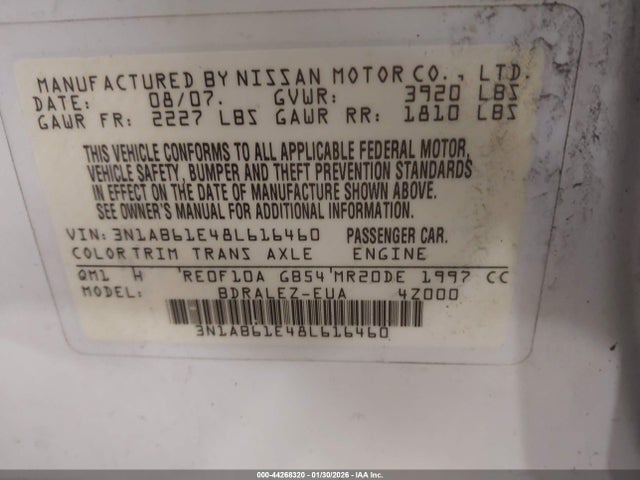 MANUFACTURED BY NISSAN MOTOR CO., LTD.
DATE: 08/07. GVWR: 3920 LBS
GAWR FR: 2227 LBS GAWR RR: 1810 LBS
THIS VEHICLE CONFORMS TO ALL APPLICABLE FEDERAL MOTOR,
VEHICLE SAFETY, BUMPER AND THEFT PREVENTION STANDARDS
IN EFFECT ON THE DATE OF MANUFACTURE SHOWN ABOVE.
SEE OWNER'S MANUAL FOR ADDITIONAL INFORMATION.
VIN: 3N1AB61E48L616460 PASSENGER CAR.
COLOR TRIM TRANS AXLE ENGINE
QM1 H 'RE0F10A GB54'MR20DE 1997 CC
MODEL: BDRALEZ-EUA 4Z000
3N1AB61E48L616460
000-44268320 - 01/30/2026 - IAAI.com